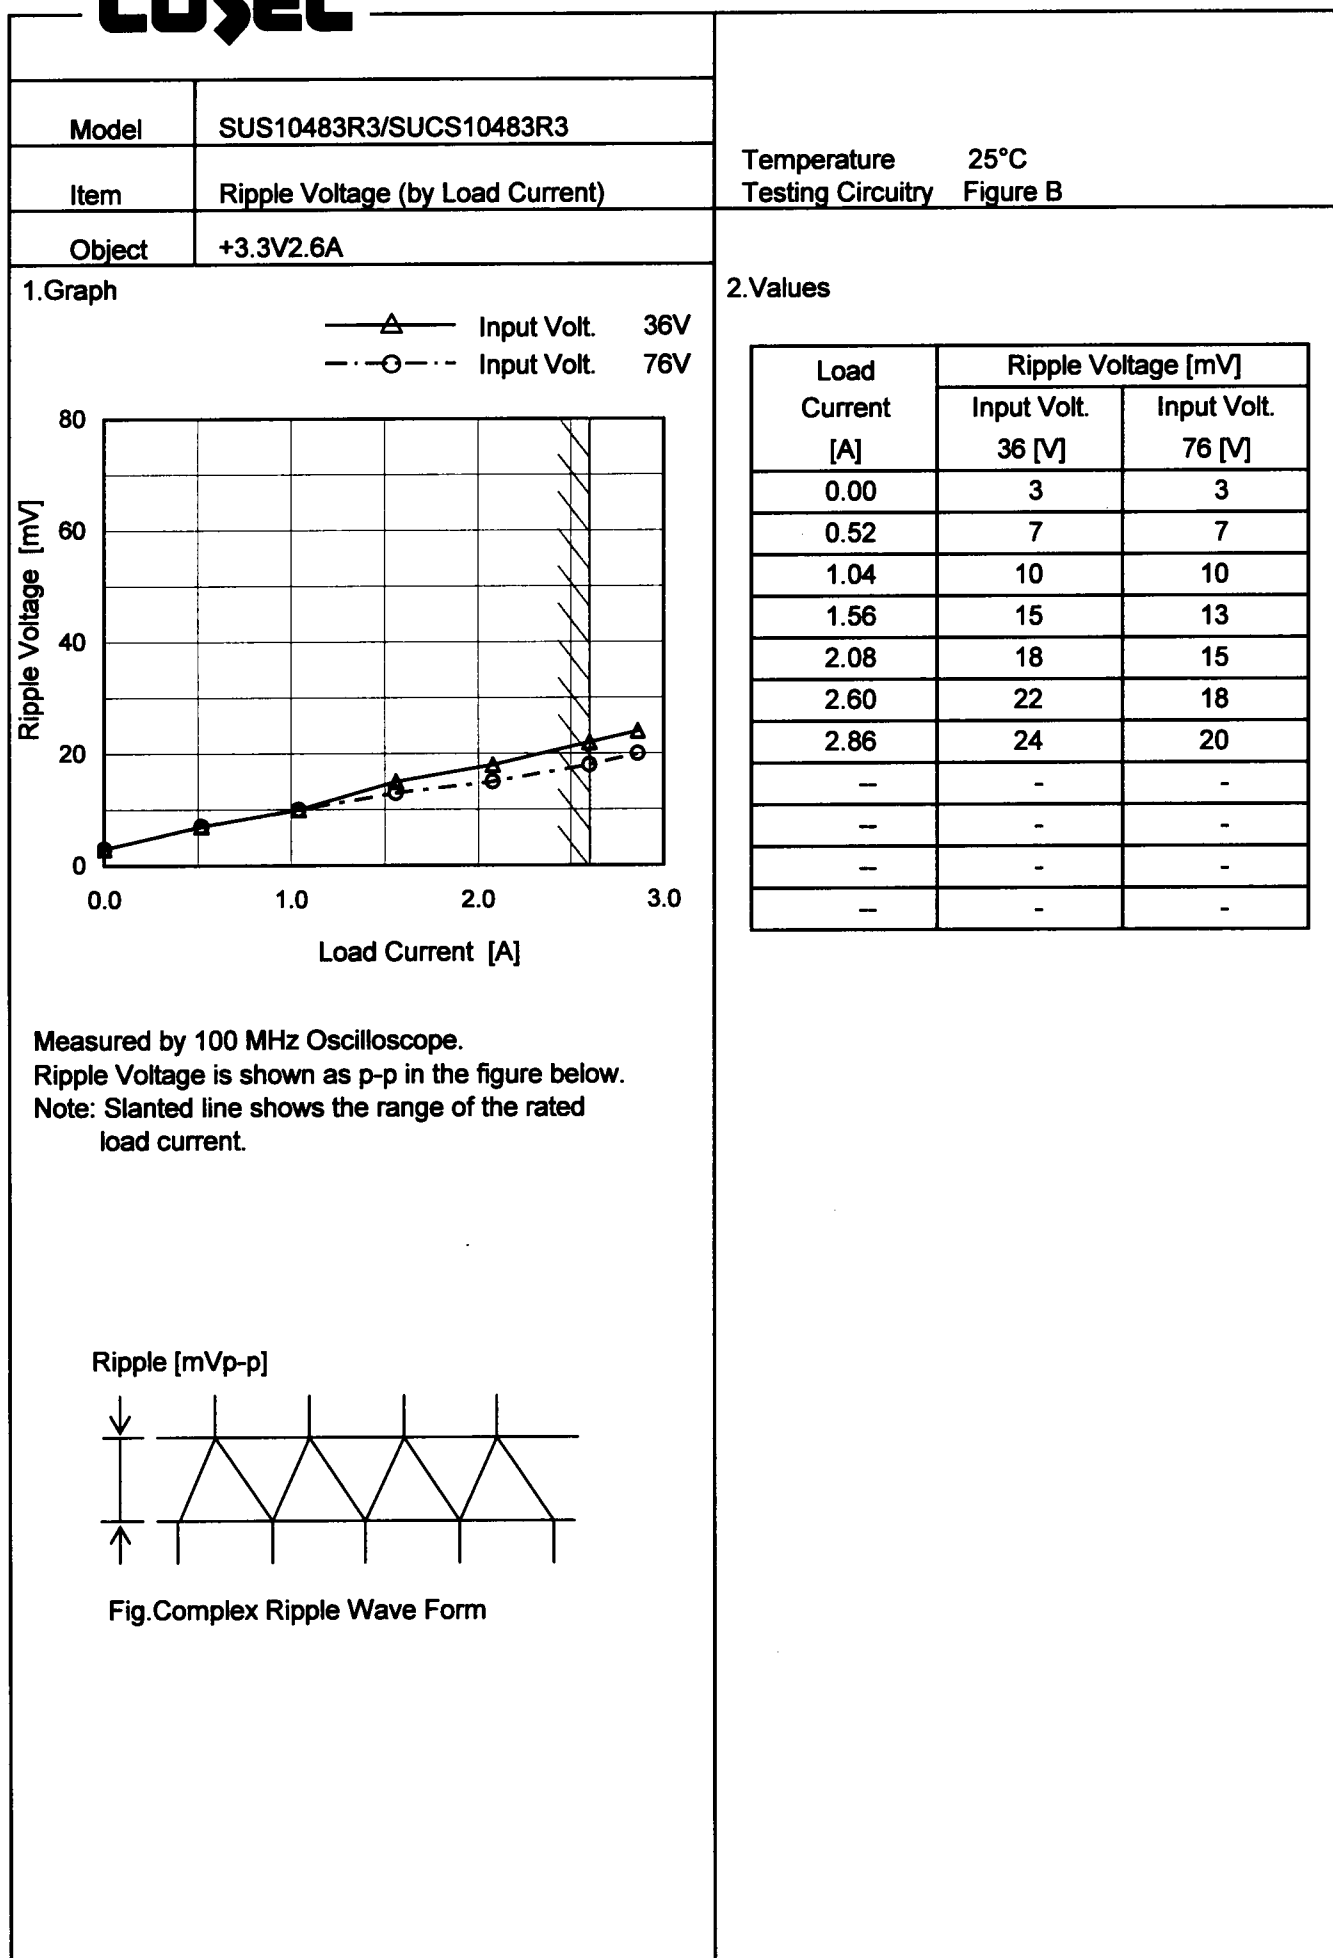 COSEL
Model SUS10483R3/SUCS10483R3
Item Ripple Voltage (by Load Current)
Object +3.3V2.6A
Temperature 25°C
Testing Circuitry Figure B
1.Graph
Input Volt. 36V
Input Volt. 76V
80
60
40
20
0
Ripple Voltage [mV]
0.0 1.0 2.0 3.0
Load Current [A]
Measured by 100 MHz Oscilloscope.
Ripple Voltage is shown as p-p in the figure below.
Note: Slanted line shows the range of the rated
load current.
Ripple [mVp-p]
Fig.Complex Ripple Wave Form
2.Values
Load Ripple Voltage [mV]
Current Input Volt. Input Volt.
[A] 36 [V] 76 [V]
0.00 3 3
0.52 7 7
1.04 10 10
1.56 15 13
2.08 18 15
2.60 22 18
2.86 24 20
-- - -
-- - -
-- - -
-- - -